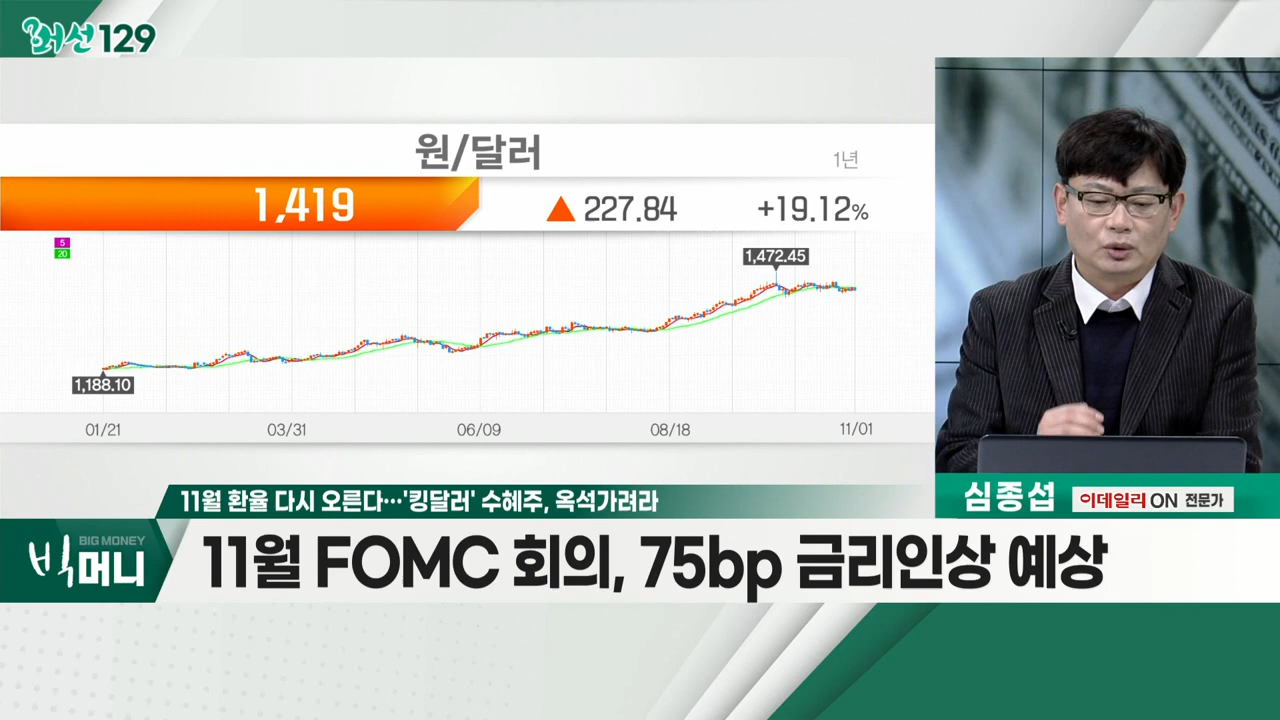 최선129
원/달러
1년
1,419
▲ 227.84
+19.12%
5
20
1,472.45
1,188.10
01/21
03/31
06/09
08/18
11/01
심종섭
이데일리 ON 전문가
11월 환율 다시 오른다…'킹달러' 수혜주, 옥석가려라
BIG MONEY
빅머니
11월 FOMC 회의, 75bp 금리인상 예상